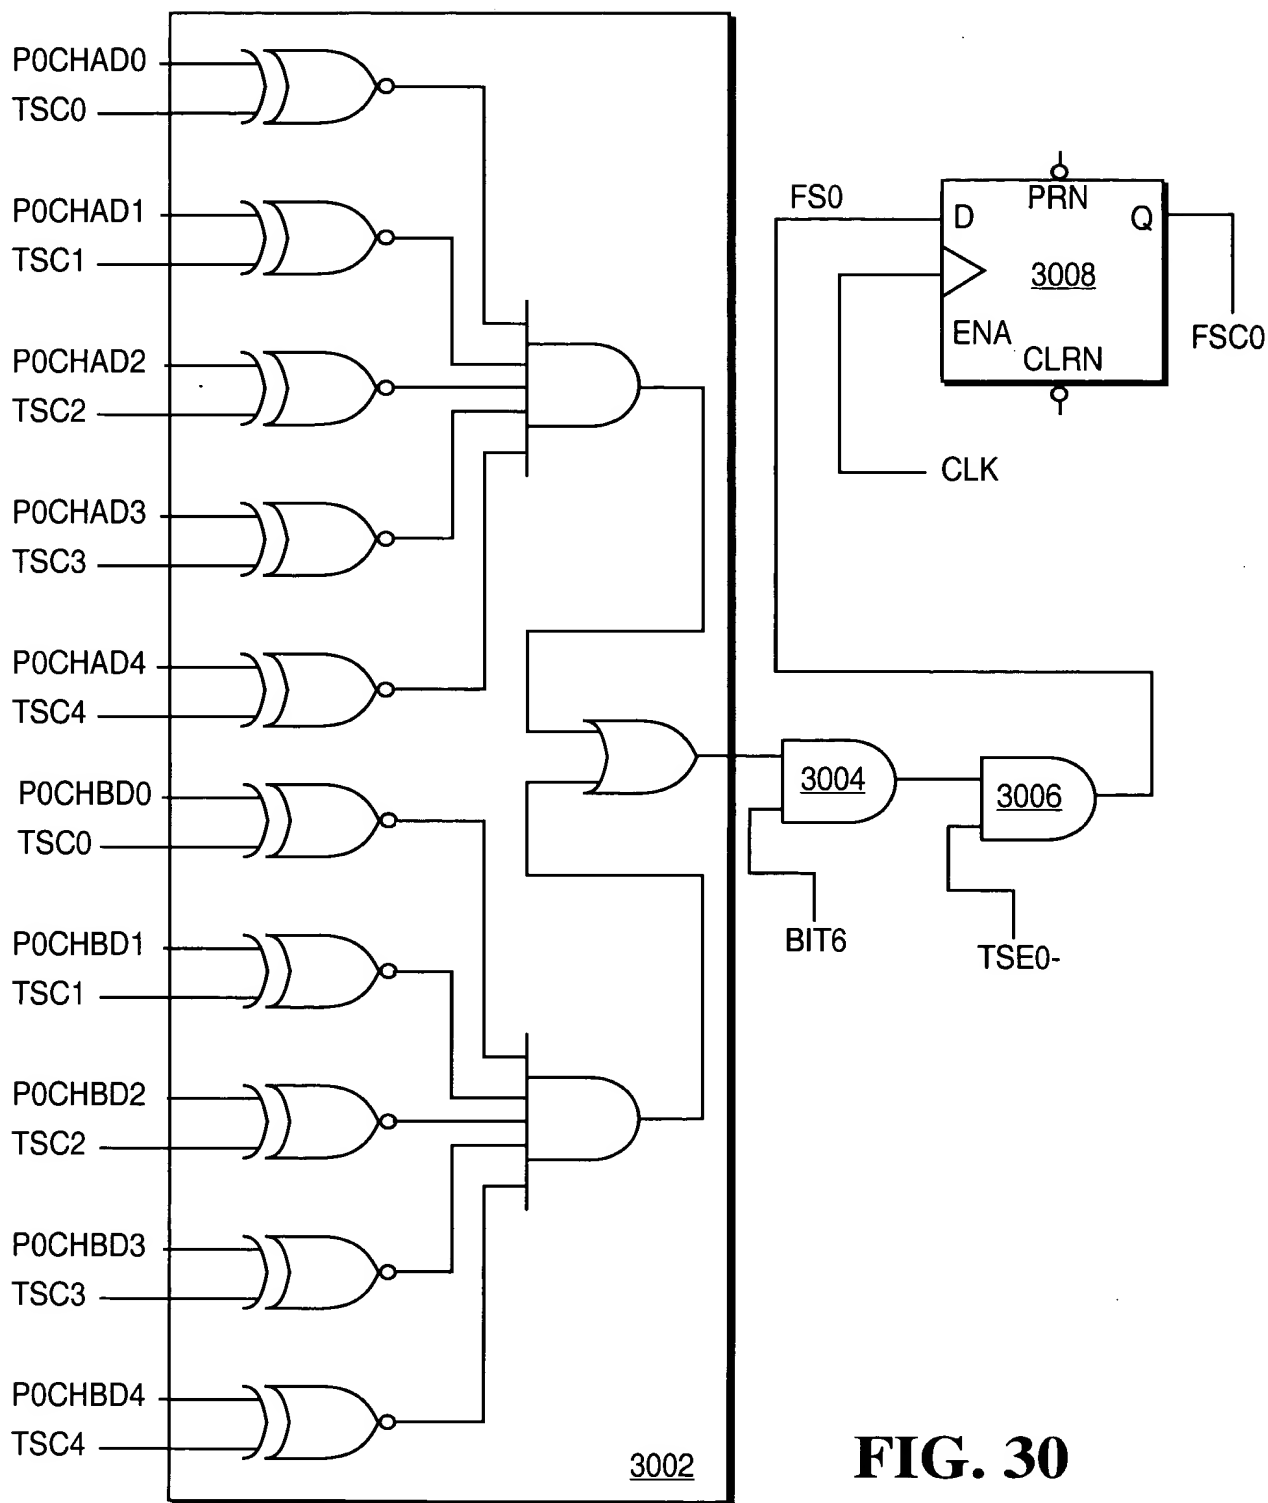 P0CHAD0
TSC0
P0CHAD1
TSC1
P0CHAD2
TSC2
P0CHAD3
TSC3
P0CHAD4
TSC4
P0CHBD0
TSC0
P0CHBD1
TSC1
P0CHBD2
TSC2
P0CHBD3
TSC3
P0CHBD4
TSC4
3002
3004
BIT6
3006
TSE0-
FS0
PRN
D
Q
3008
ENA
CLRN
FSC0
CLK
FIG. 30